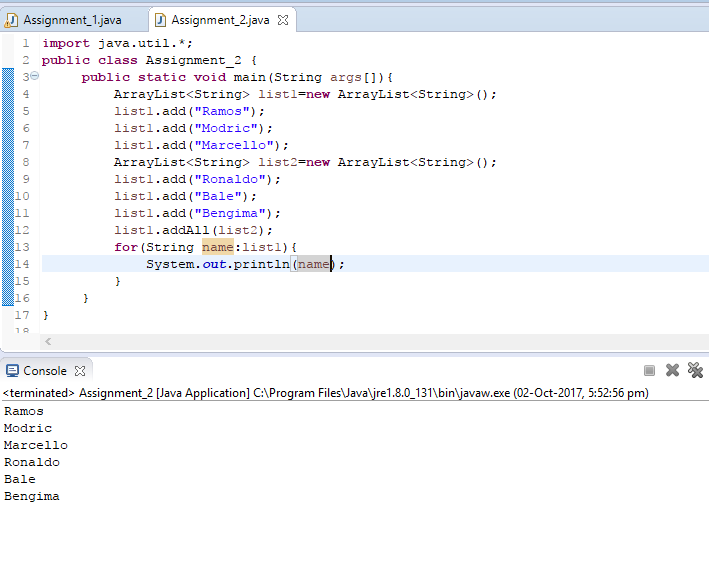 Assignment_1.java Assignment_2.java
1 import java.util.*;
2 public class Assignment_2 {
3 public static void main(String args[]){
4 ArrayList<String> list1=new ArrayList<String>();
5 list1.add("Ramos");
6 list1.add("Modric");
7 list1.add("Marcello");
8 ArrayList<String> list2=new ArrayList<String>();
9 list1.add("Ronaldo");
10 list1.add("Bale");
11 list1.add("Bengima");
12 list1.addAll(list2);
13 for(String name:list1){
14 System.out.println(name);
15 }
16 }
17 }
18
Console
<terminated> Assignment_2 [Java Application] C:\Program Files\Java\jre1.8.0_131\bin\javaw.exe (02-Oct-2017, 5:52:56 pm)
Ramos
Modric
Marcello
Ronaldo
Bale
Bengima